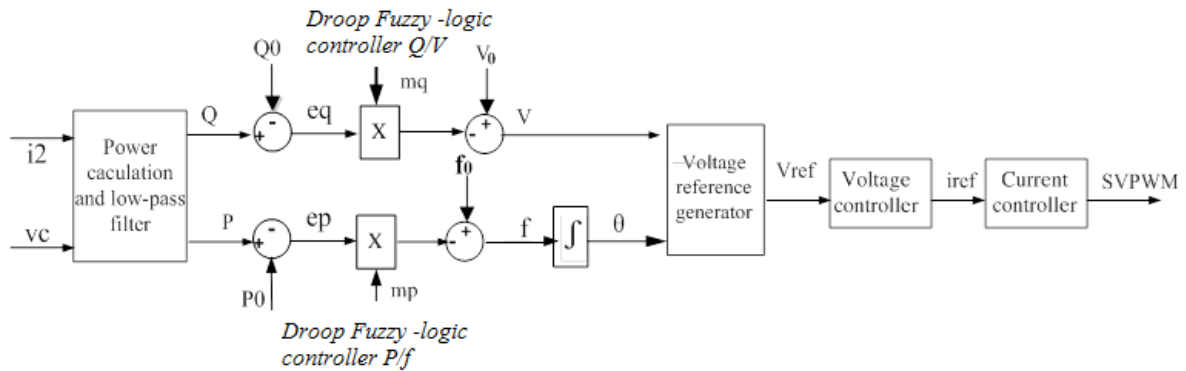 Droop Fuzzy -logic
controller Q/V
Q0
V0
mq
Q
eq
V
- 
+
X
-
+
i2
Power
caculation
and low-pass
filter
f0
Voltage
reference
generator
Vref
Voltage
controller
iref
Current
controller
SVPWM
vc
P
ep
f
θ
-
+
X
-
+
∫
P0
mp
Droop Fuzzy -logic
controller P/f